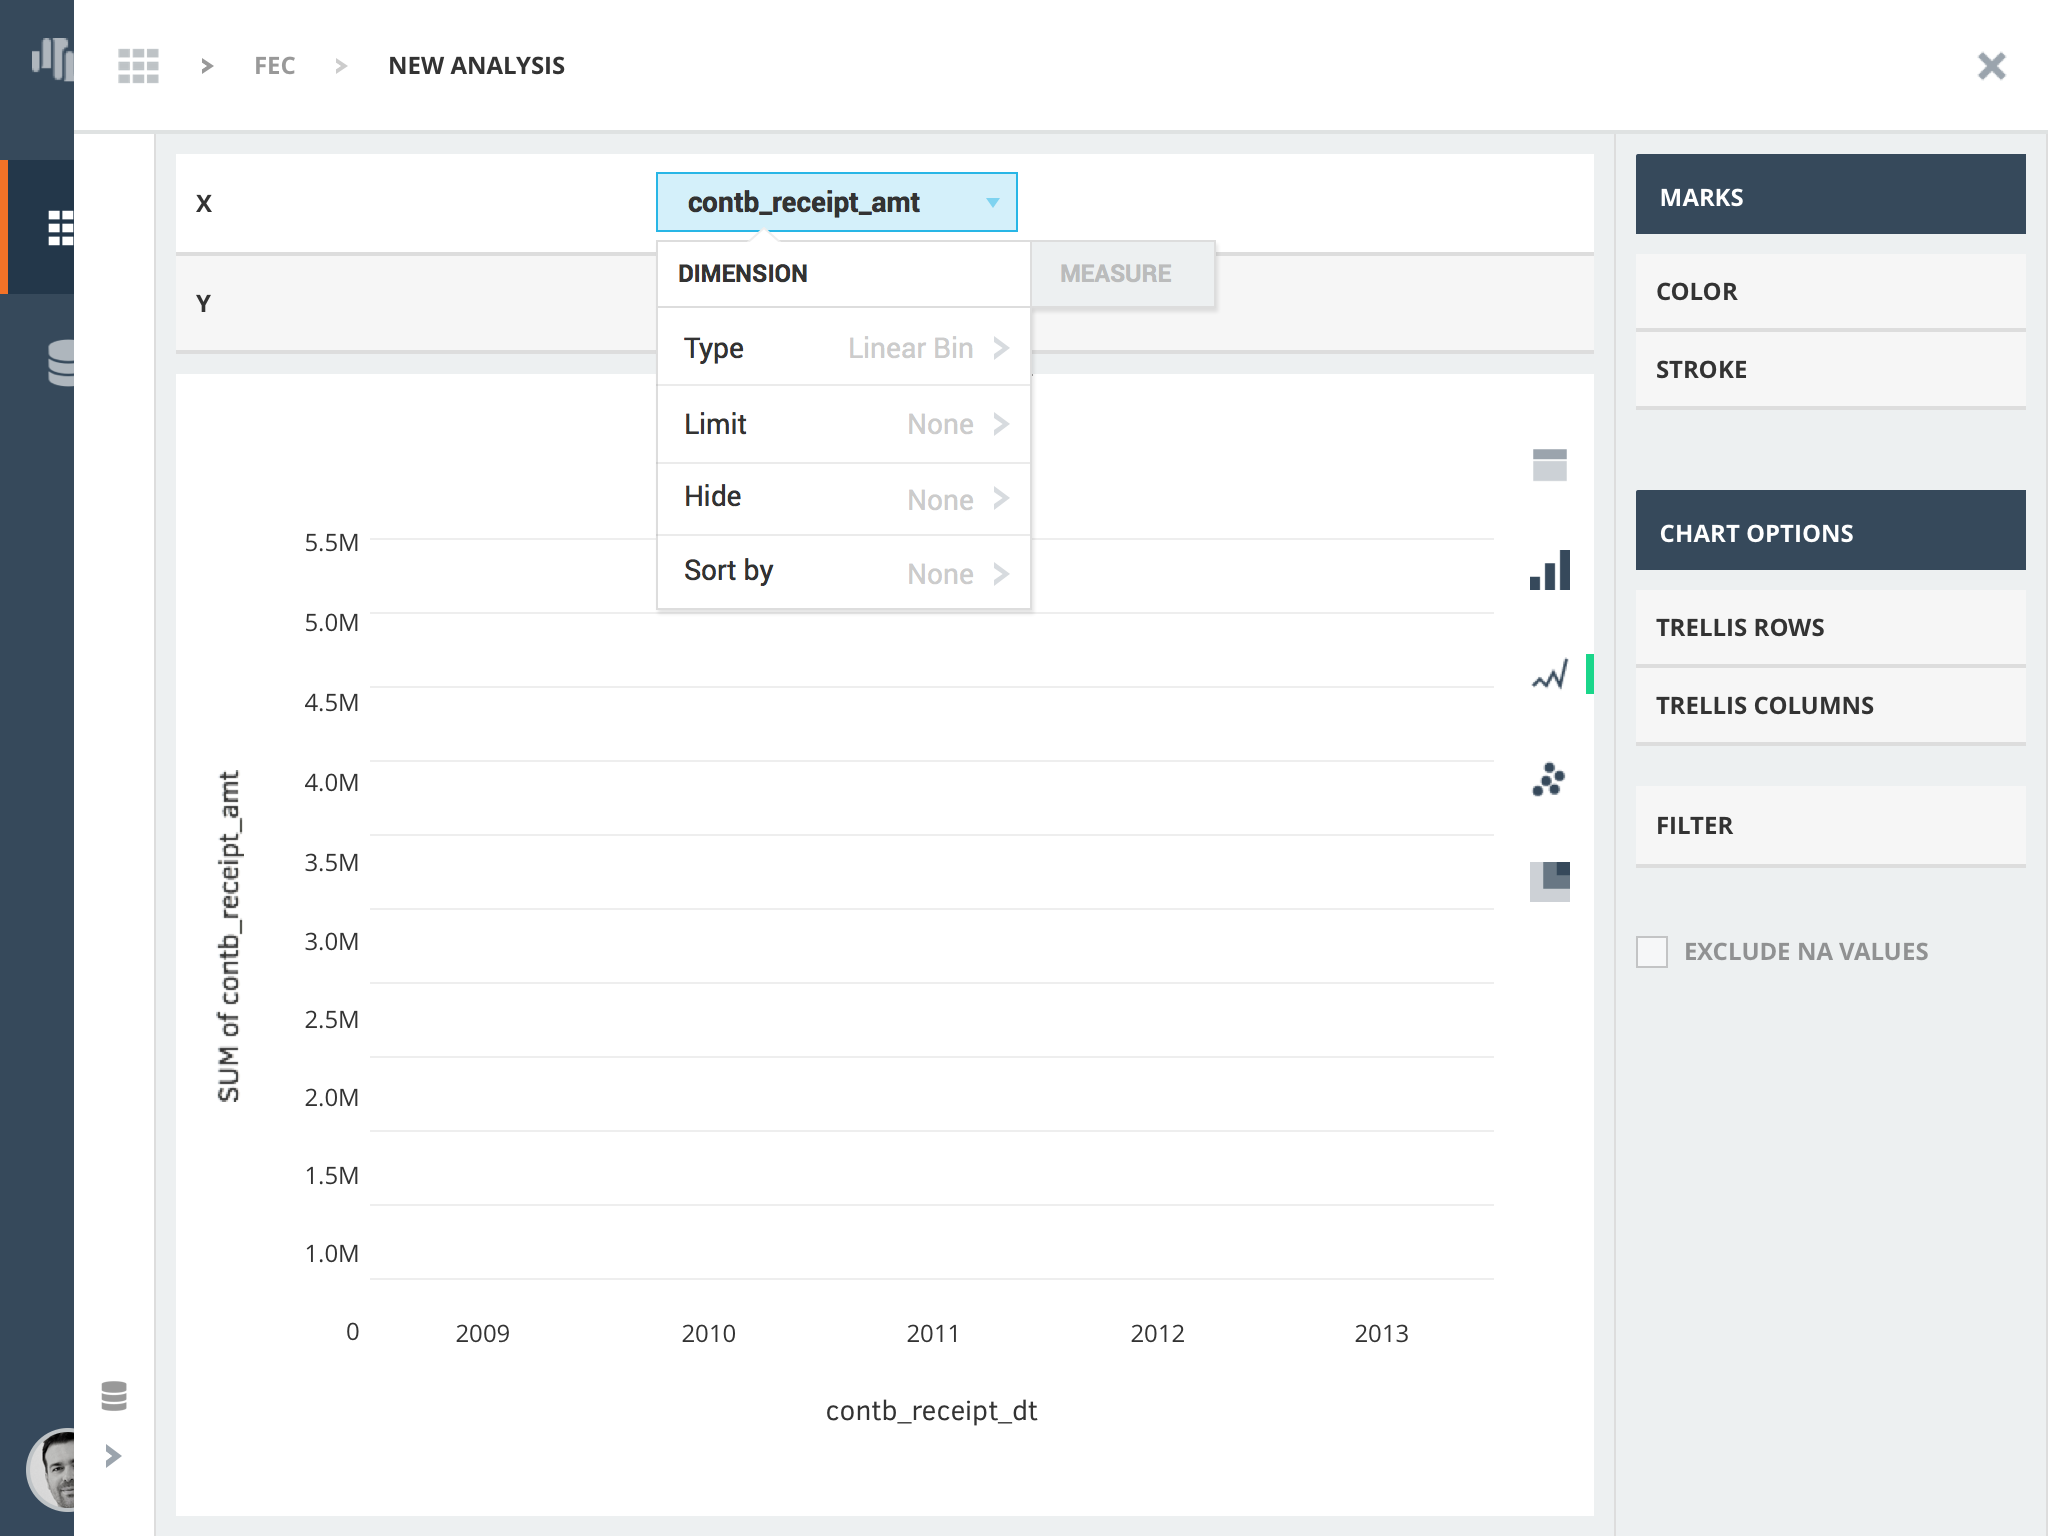 > FEC > NEW ANALYSIS
X
contb_receipt_amt
DIMENSION
MEASURE
Y
Type Linear Bin
Limit None
Hide None
Sort by None
5.5M
5.0M
4.5M
4.0M
3.5M
3.0M
2.5M
2.0M
1.5M
1.0M
0
SUM of contb_receipt_amt
2009 2010 2011 2012 2013
contb_receipt_dt
MARKS
COLOR
STROKE
CHART OPTIONS
TRELLIS ROWS
TRELLIS COLUMNS
FILTER
EXCLUDE NA VALUES